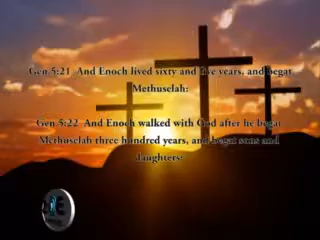 Gen 5:21 And Enoch lived sixty and five years, and begat
Methuselah:
Gen 5:22 And Enoch walked with God after he begat
Methuselah three hundred years, and begat sons and
daughters: